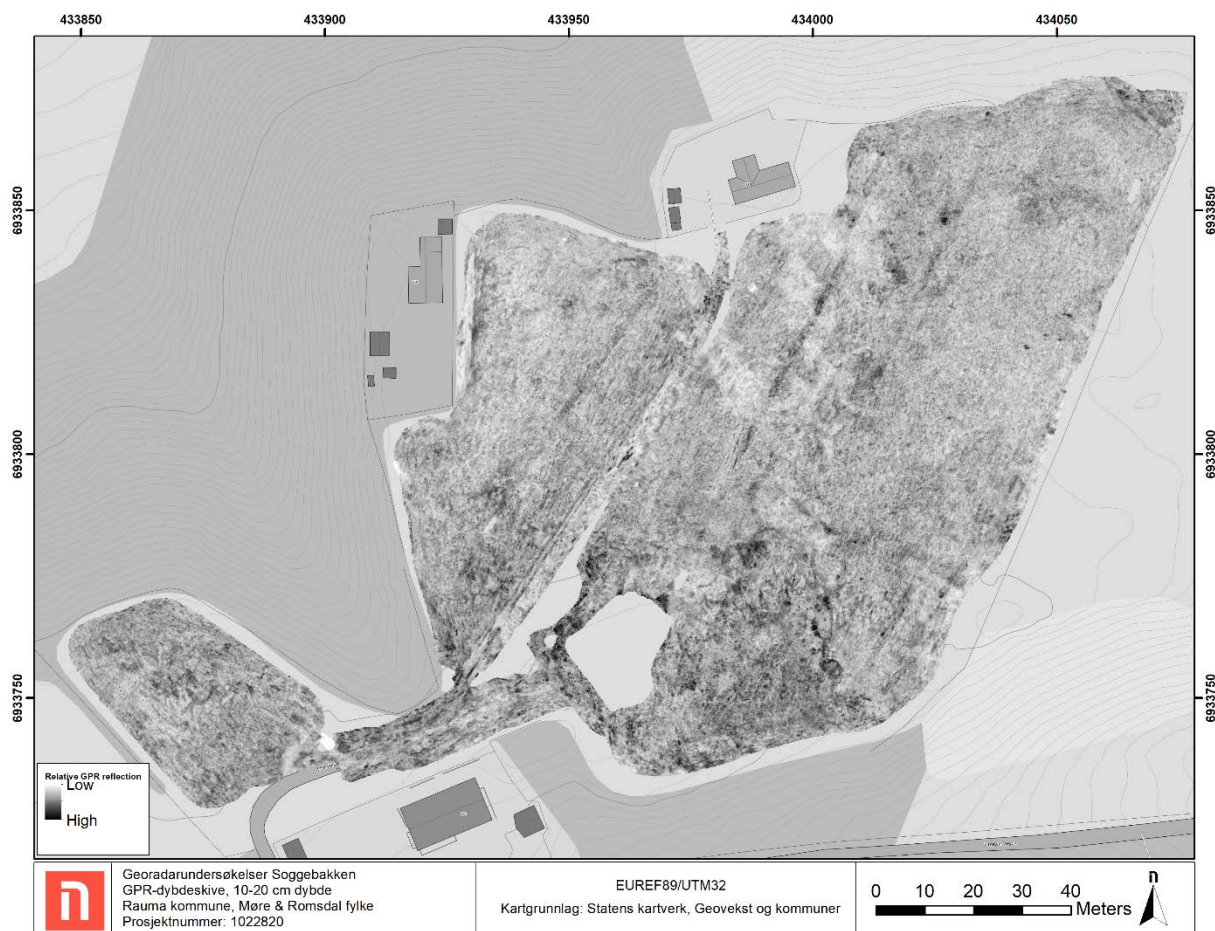 433850 433900 433950 434000 434050
6933850 6933850
6933800 6933800
6933750 6933750
Relative GPR reflection
Low
High
Georadarundersøkelser Soggebakken
GPR-dybdeskive, 10-20 cm dybde
Rauma kommune, Møre & Romsdal fylke
Prosjektnummer: 1022820
EUREF89/UTM32
Kartgrunnlag: Statens kartverk, Geovekst og kommuner
0 10 20 30 40
Meters
n
n